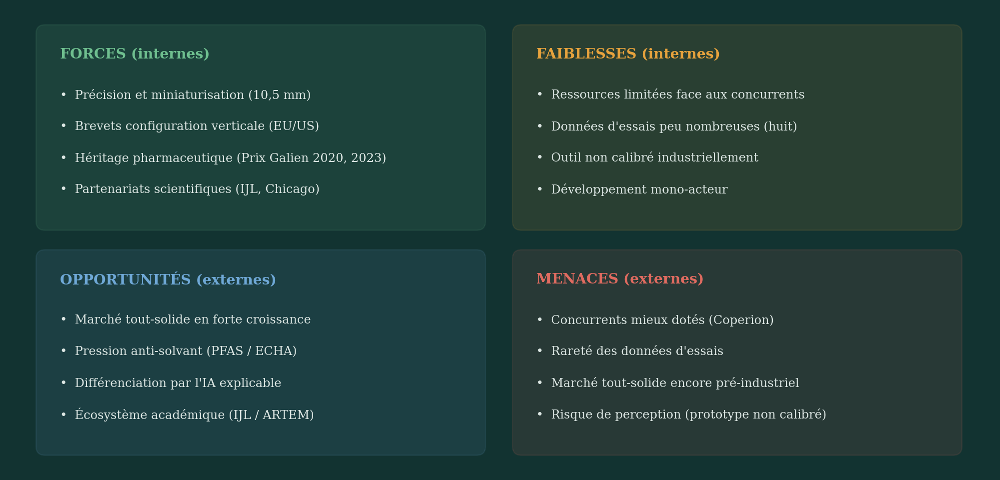 FORCES (internes)
• Précision et miniaturisation (10,5 mm)
• Brevets configuration verticale (EU/US)
• Héritage pharmaceutique (Prix Galien 2020, 2023)
• Partenariats scientifiques (IJL, Chicago)
FAIBLESSES (internes)
• Ressources limitées face aux concurrents
• Données d'essais peu nombreuses (huit)
• Outil non calibré industriellement
• Développement mono-acteur
OPPORTUNITÉS (externes)
• Marché tout-solide en forte croissance
• Pression anti-solvant (PFAS / ECHA)
• Différenciation par l'IA explicable
• Écosystème académique (IJL / ARTEM)
MENACES (externes)
• Concurrents mieux dotés (Coperion)
• Rareté des données d'essais
• Marché tout-solide encore pré-industriel
• Risque de perception (prototype non calibré)